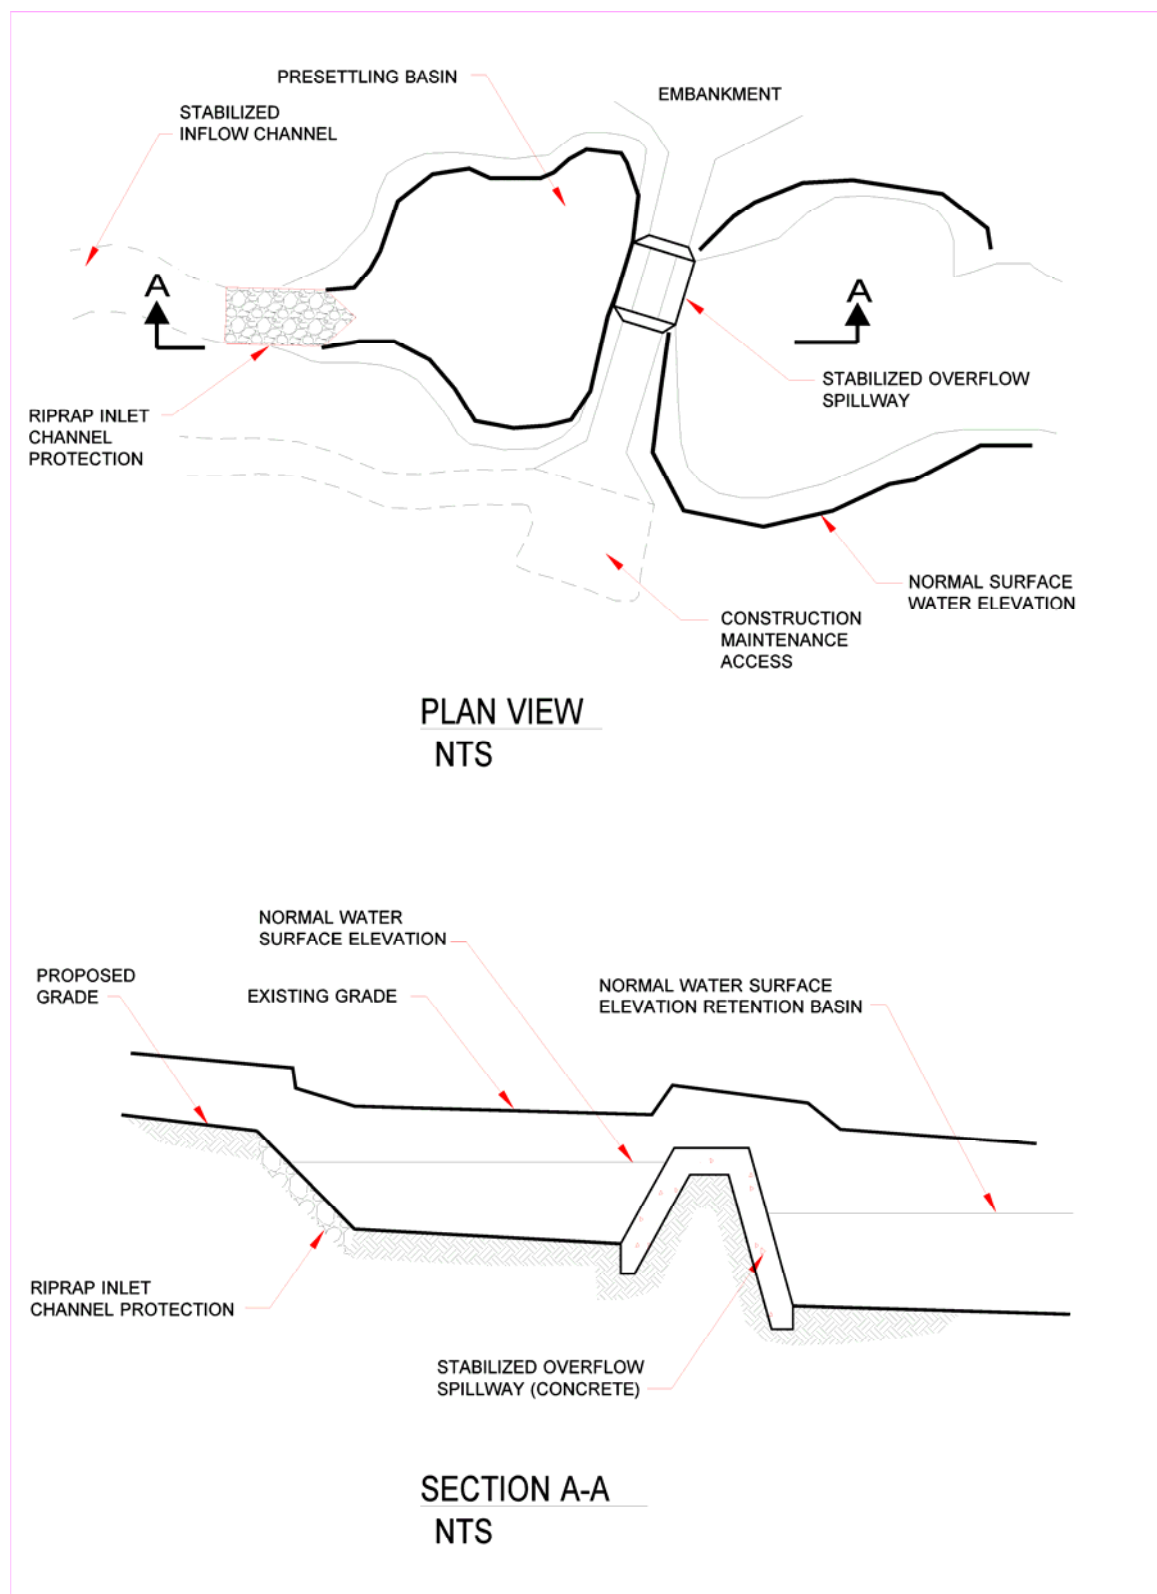 PRESETTLING BASIN
EMBANKMENT
STABILIZED
INFLOW CHANNEL
A
A
STABILIZED OVERFLOW
SPILLWAY
RIPRAP INLET
CHANNEL
PROTECTION
NORMAL SURFACE
WATER ELEVATION
CONSTRUCTION
MAINTENANCE
ACCESS
PLAN VIEW
NTS
NORMAL WATER
SURFACE ELEVATION
PROPOSED
GRADE
EXISTING GRADE
NORMAL WATER SURFACE
ELEVATION RETENTION BASIN
RIPRAP INLET
CHANNEL PROTECTION
STABILIZED OVERFLOW
SPILLWAY (CONCRETE)
SECTION A-A
NTS